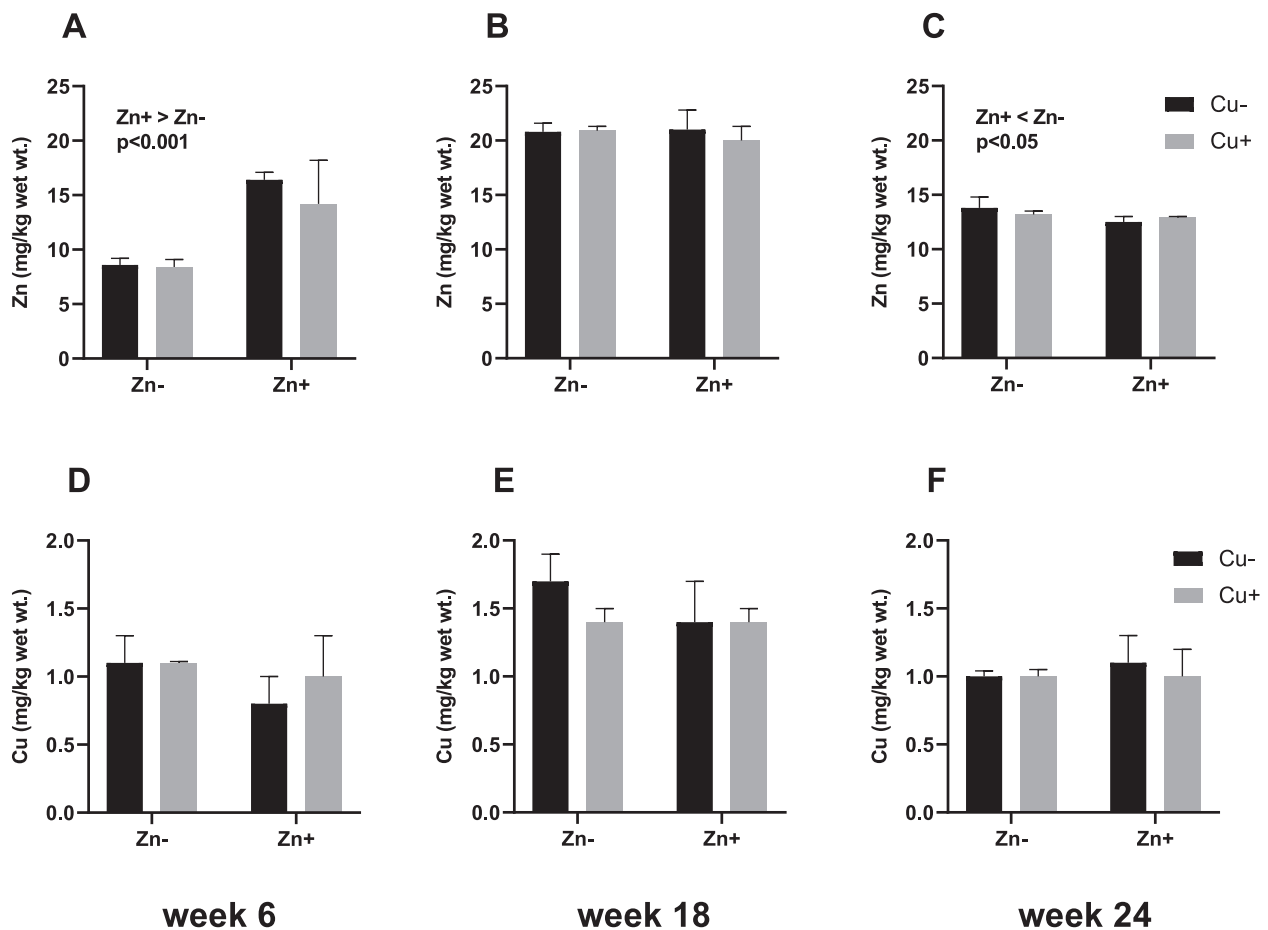 A
Zn (mg/kg wet wt.)
25
20
15
10
5
0
Zn+ > Zn-
p<0.001
Zn-
Zn+
B
Zn (mg/kg wet wt.)
25
20
15
10
5
0
Zn-
Zn+
C
Zn (mg/kg wet wt.)
25
20
15
10
5
0
Zn+ < Zn-
p<0.05
Cu-
Cu+
Zn-
Zn+
D
Cu (mg/kg wet wt.)
2.0
1.5
1.0
0.5
0.0
Zn-
Zn+
E
Cu (mg/kg wet wt.)
2.0
1.5
1.0
0.5
0.0
Zn-
Zn+
F
Cu (mg/kg wet wt.)
2.0
1.5
1.0
0.5
0.0
Cu-
Cu+
Zn-
Zn+
week 6
week 18
week 24